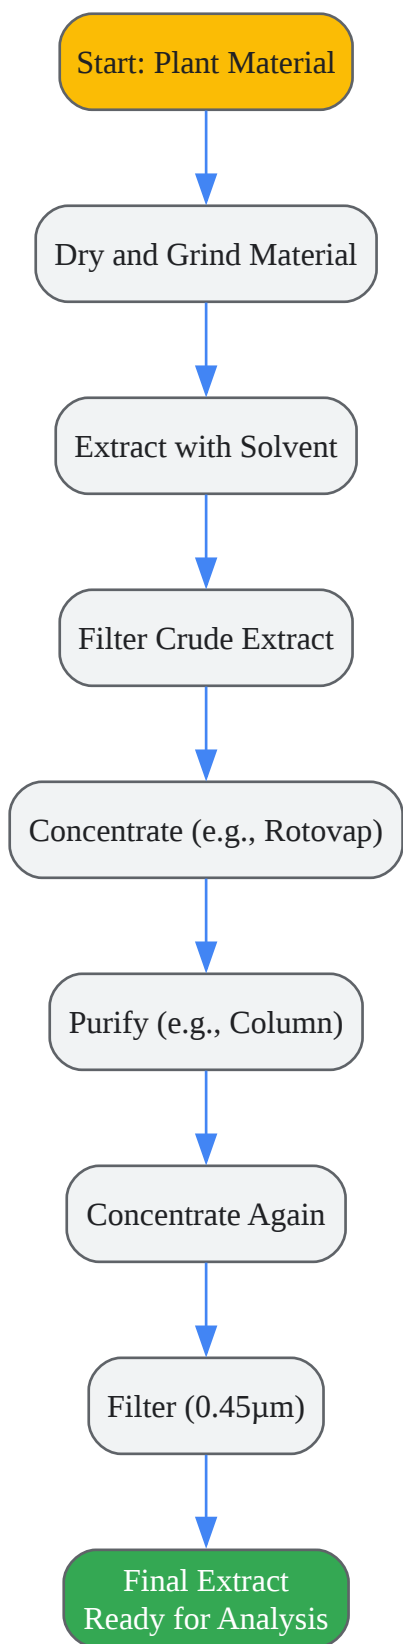 Start: Plant Material
Dry and Grind Material
Extract with Solvent
Filter Crude Extract
Concentrate (e.g., Rotovap)
Purify (e.g., Column)
Concentrate Again
Filter (0.45µm)
Final Extract
Ready for Analysis